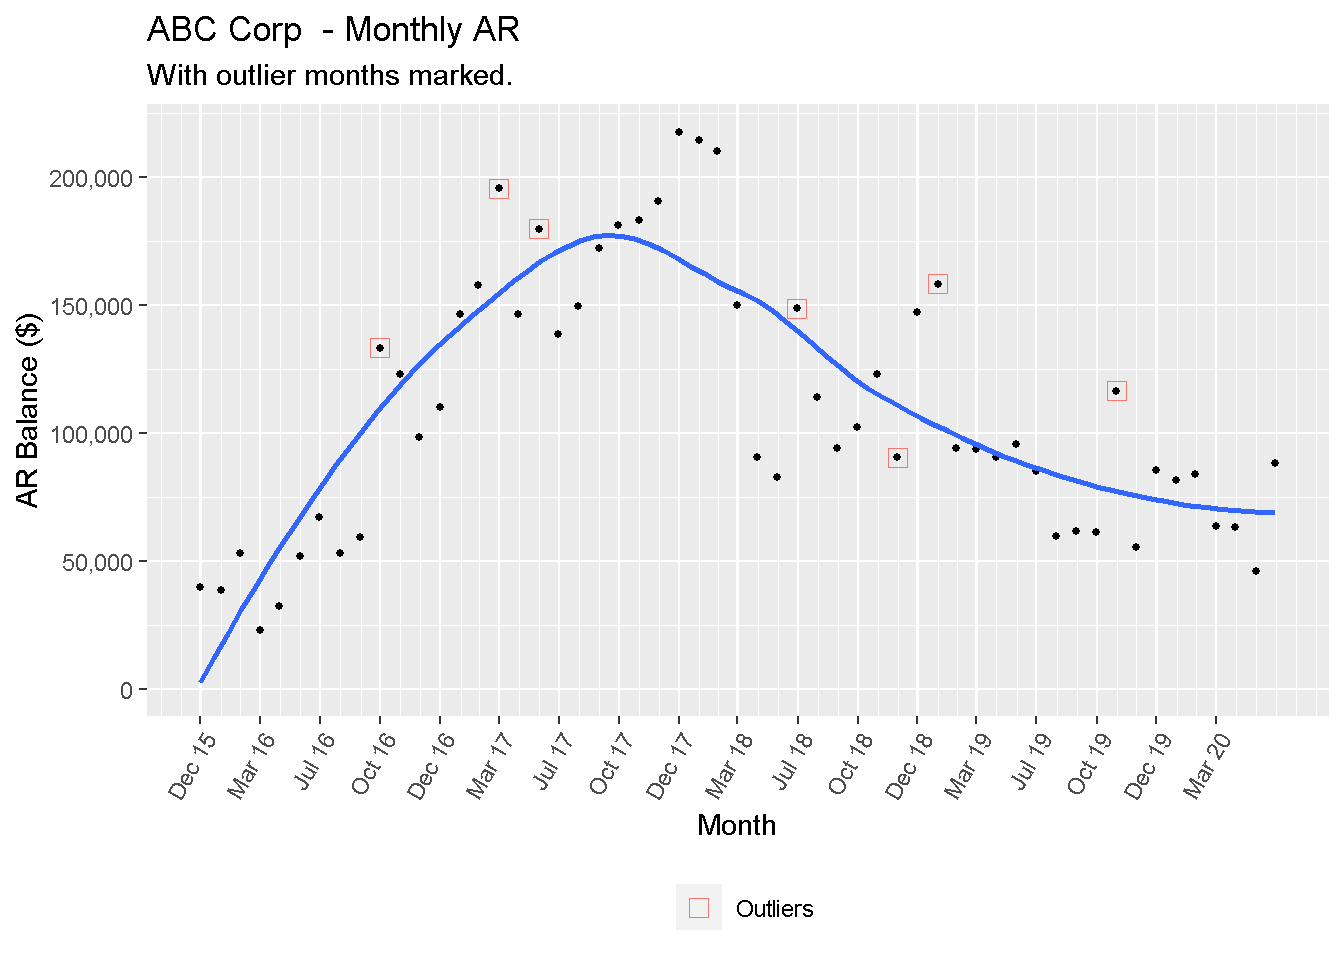 ABC Corp  - Monthly AR
With outlier months marked.
AR Balance ($)
200,000
150,000
100,000
50,000
0
Dec 15
Mar 16
Jul 16
Oct 16
Dec 16
Mar 17
Jul 17
Oct 17
Dec 17
Mar 18
Jul 18
Oct 18
Dec 18
Mar 19
Jul 19
Oct 19
Dec 19
Mar 20
Month
Outliers